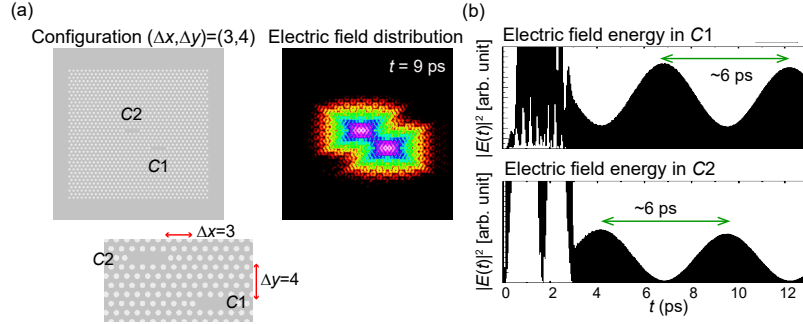 (a)
Configuration (Δx,Δy)=(3,4)
C2
C1
Δx=3
C2
Δy=4
C1
Electric field distribution
t = 9 ps
(b)
Electric field energy in C1
|E(t)|² [arb. unit]
~6 ps
Electric field energy in C2
|E(t)|² [arb. unit]
~6 ps
0 2 4 6 8 10 12
t (ps)